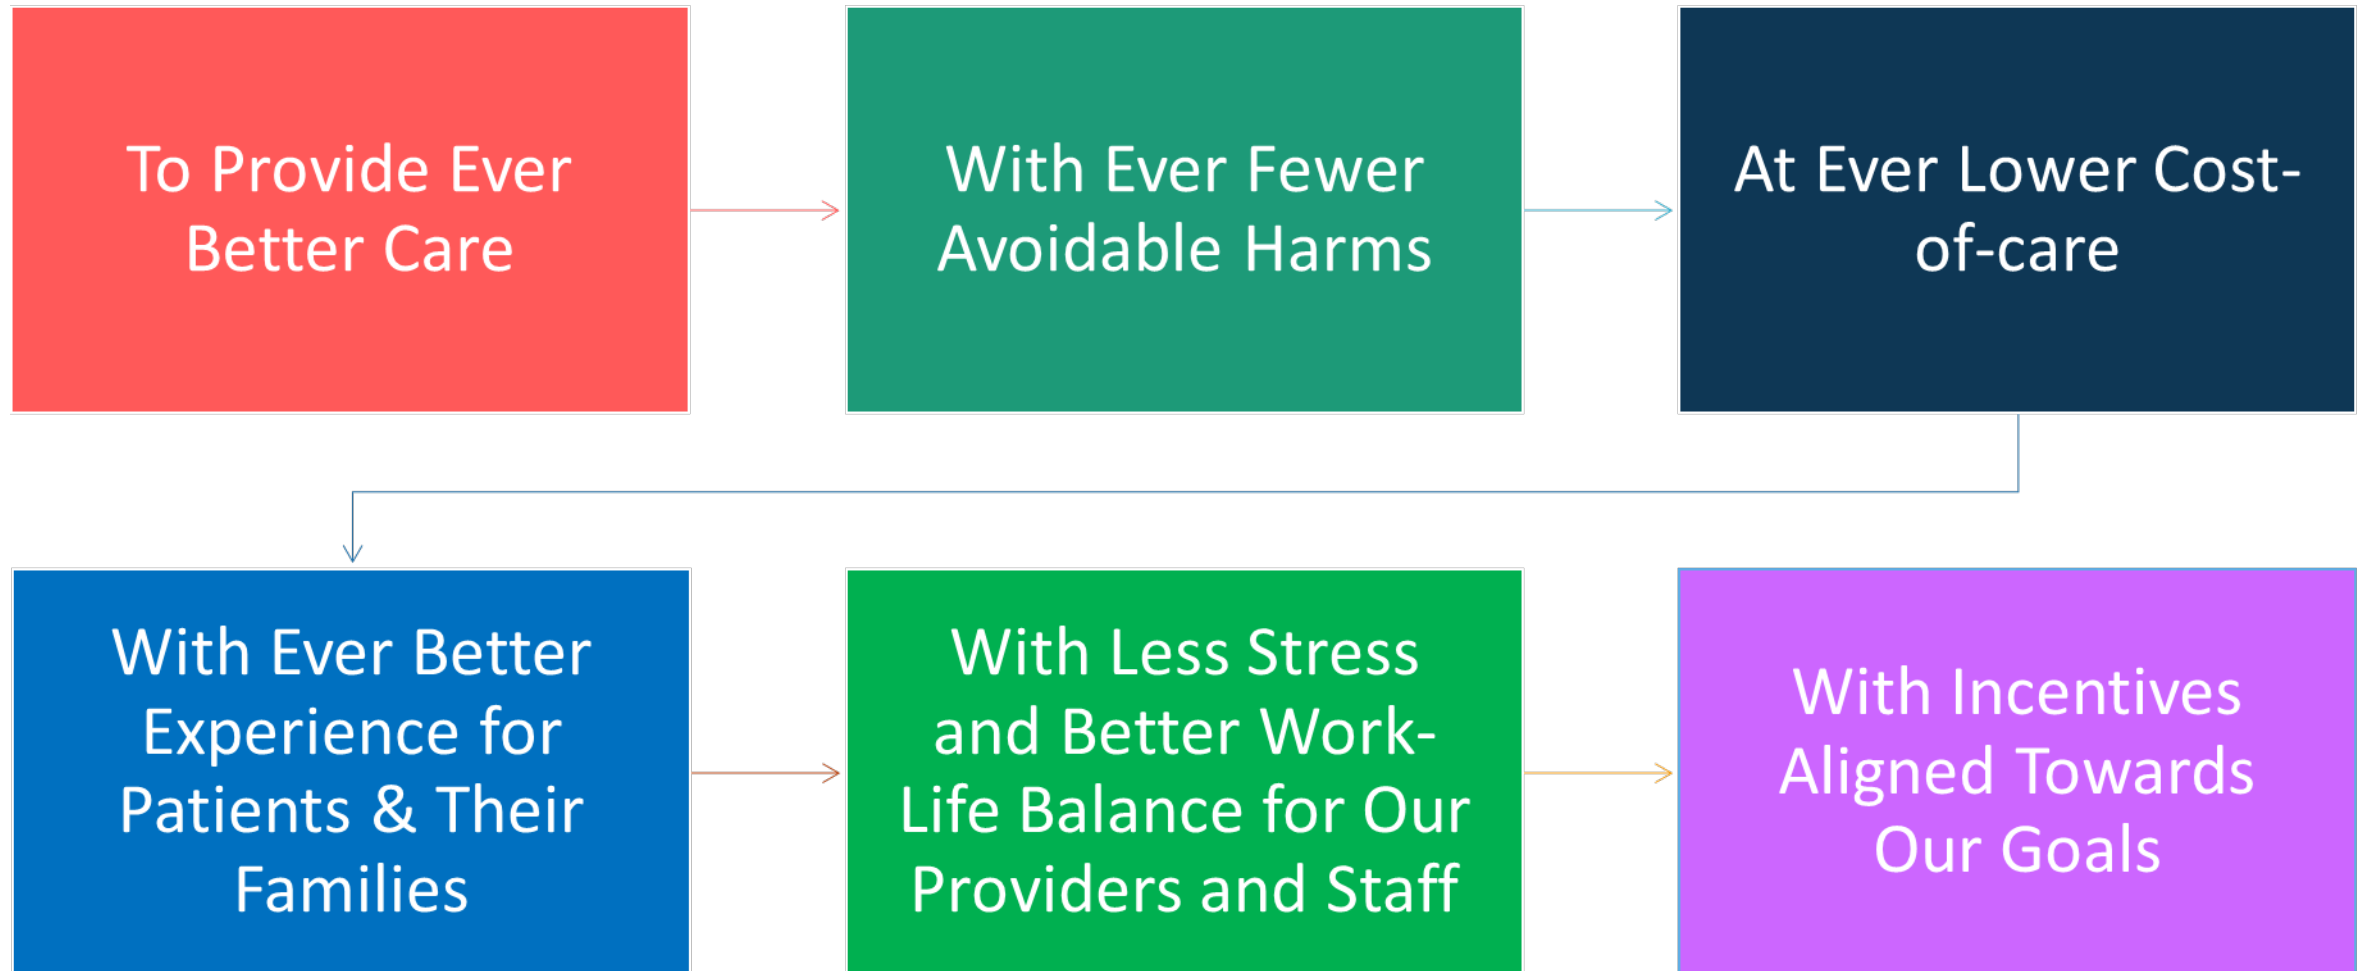 To Provide Ever
Better Care
With Ever Fewer
Avoidable Harms
At Ever Lower Cost-
of-care
With Ever Better
Experience for
Patients & Their
Families
With Less Stress
and Better Work-
Life Balance for Our
Providers and Staff
With Incentives
Aligned Towards
Our Goals